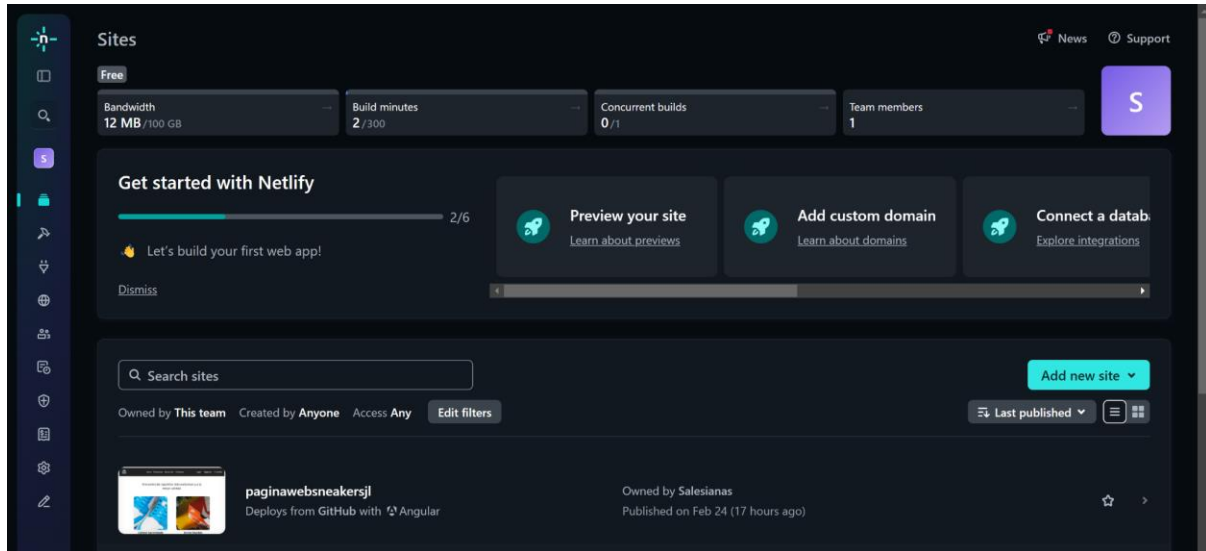 Sites
News
Support
Free
Bandwidth
12 MB/100 GB
Build minutes
2/300
Concurrent builds
0/1
Team members
1
S
S
Get started with Netlify
2/6
Let's build your first web app!
Dismiss
Preview your site
Learn about previews
Add custom domain
Learn about domains
Connect a datab
Explore integrations
Search sites
Add new site
Owned by This team Created by Anyone Access Any Edit filters
Last published
paginawebsneakersjl
Deploys from GitHub with Angular
Owned by Salesianas
Published on Feb 24 (17 hours ago)